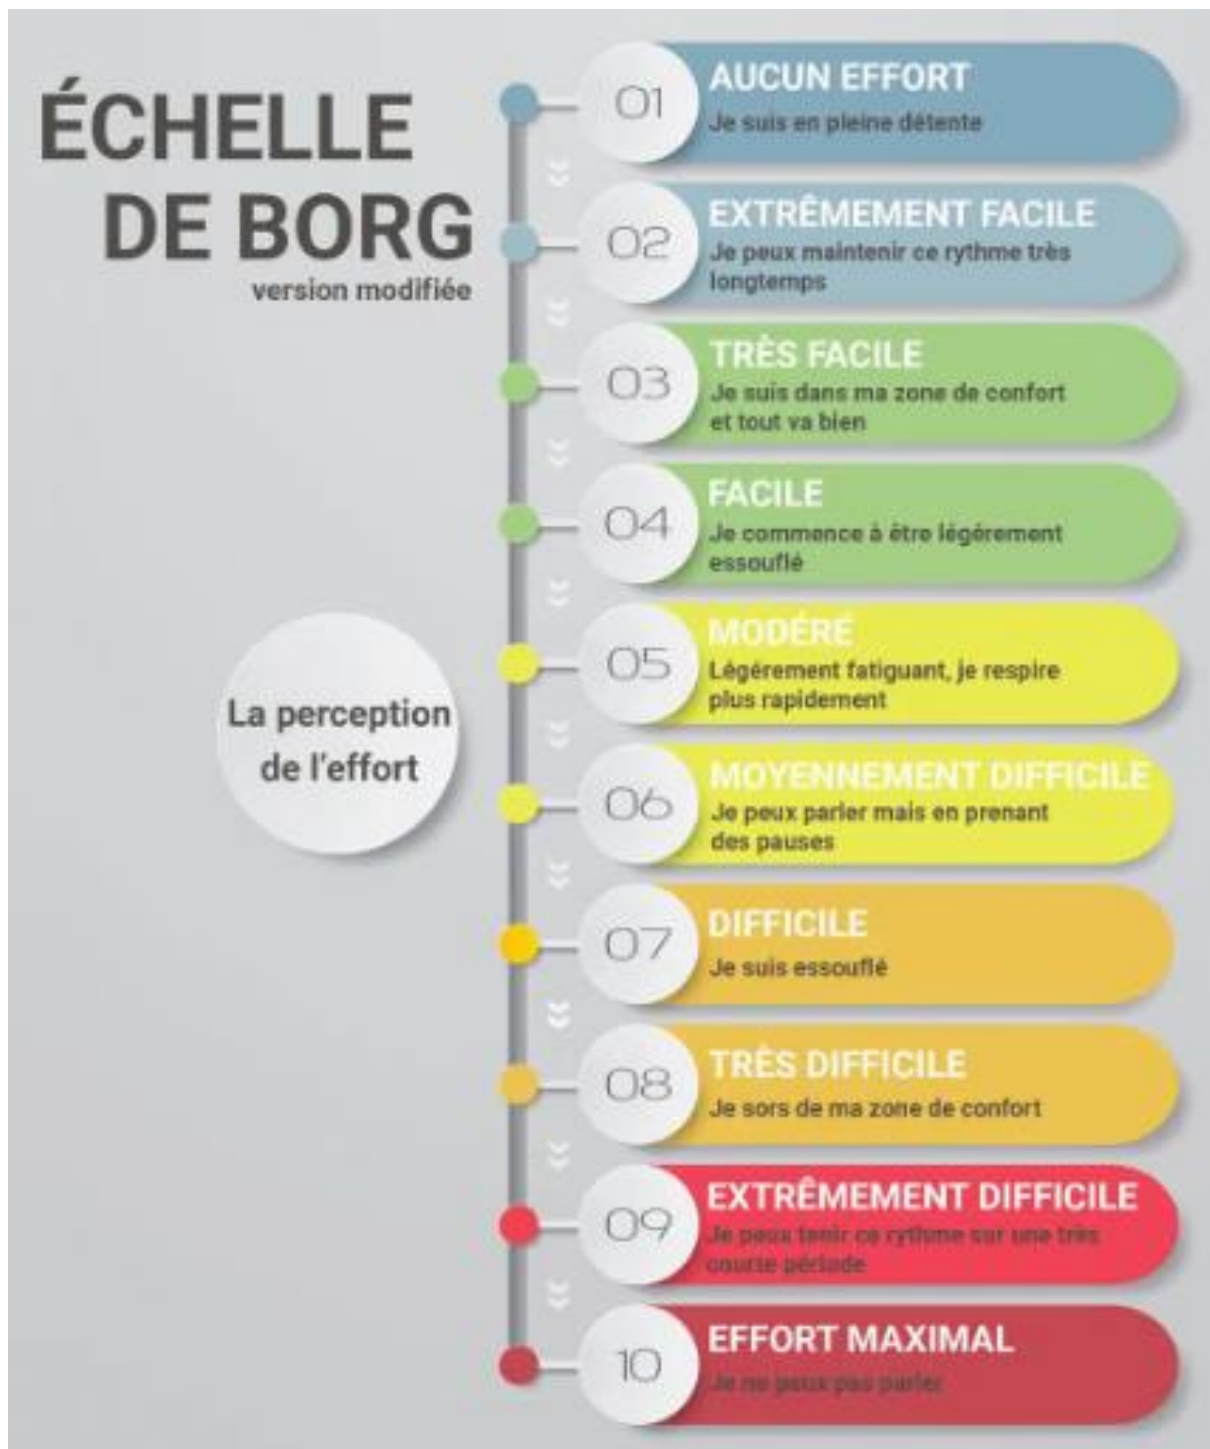 ÉCHELLE
DE BORG
version modifiée
La perception
de l'effort
01
AUCUN EFFORT
Je suis en pleine détente
02
EXTRÊMEMENT FACILE
Je peux maintenir ce rythme très
longtemps
03
TRÈS FACILE
Je suis dans ma zone de confort
et tout va bien
04
FACILE
Je commence à être légérement
essouflé
05
MODÉRÉ
Légérement fatiguant, je respire
plus rapidement
06
MOYENNEMENT DIFFICILE
Je peux parler mais en prenant
des pauses
07
DIFFICILE
Je suis essouflé
08
TRÈS DIFFICILE
Je sors de ma zone de confort
09
EXTRÊMEMENT DIFFICILE
Je peux tenir ce rythme sur une très
courte période
10
EFFORT MAXIMAL
Je ne peux pas parler